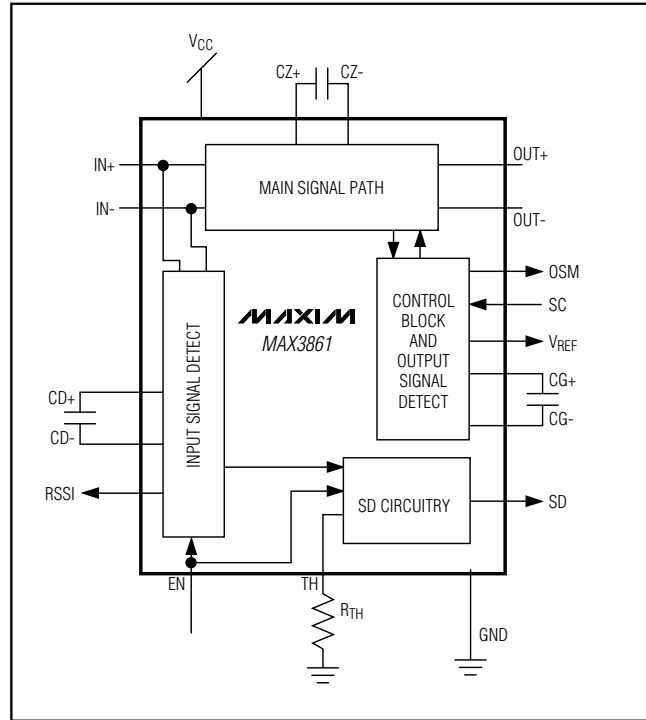 VCC
CZ+ CZ-
IN+
OUT+
MAIN SIGNAL PATH
IN-
OUT-
INPUT SIGNAL DETECT
MAXIM
MAX3861
CONTROL
BLOCK
AND
OUTPUT
SIGNAL
DETECT
OSM
SC
VREF
CG+
CG-
CD+
CD-
RSSI
SD CIRCUITRY
SD
EN
TH
RTH
GND